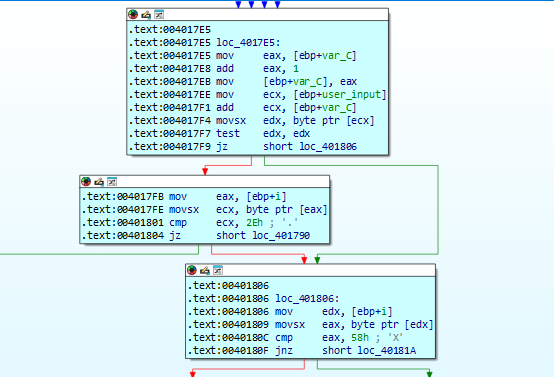 .text:004017E5
.text:004017E5 loc_4017E5:
.text:004017E5 mov eax, [ebp+var_C]
.text:004017E8 add eax, 1
.text:004017EB mov [ebp+var_C], eax
.text:004017EE mov ecx, [ebp+user_input]
.text:004017F1 add ecx, [ebp+var_C]
.text:004017F4 movsx edx, byte ptr [ecx]
.text:004017F7 test edx, edx
.text:004017F9 jz short loc_401806
.text:004017FB mov eax, [ebp+i]
.text:004017FE movsx ecx, byte ptr [eax]
.text:00401801 cmp ecx, 2Eh ; '.'
.text:00401804 jz short loc_401790
.text:00401806
.text:00401806 loc_401806:
.text:00401806 mov edx, [ebp+i]
.text:00401809 movsx eax, byte ptr [edx]
.text:0040180C cmp eax, 58h ; 'X'
.text:0040180F jnz short loc_40181A